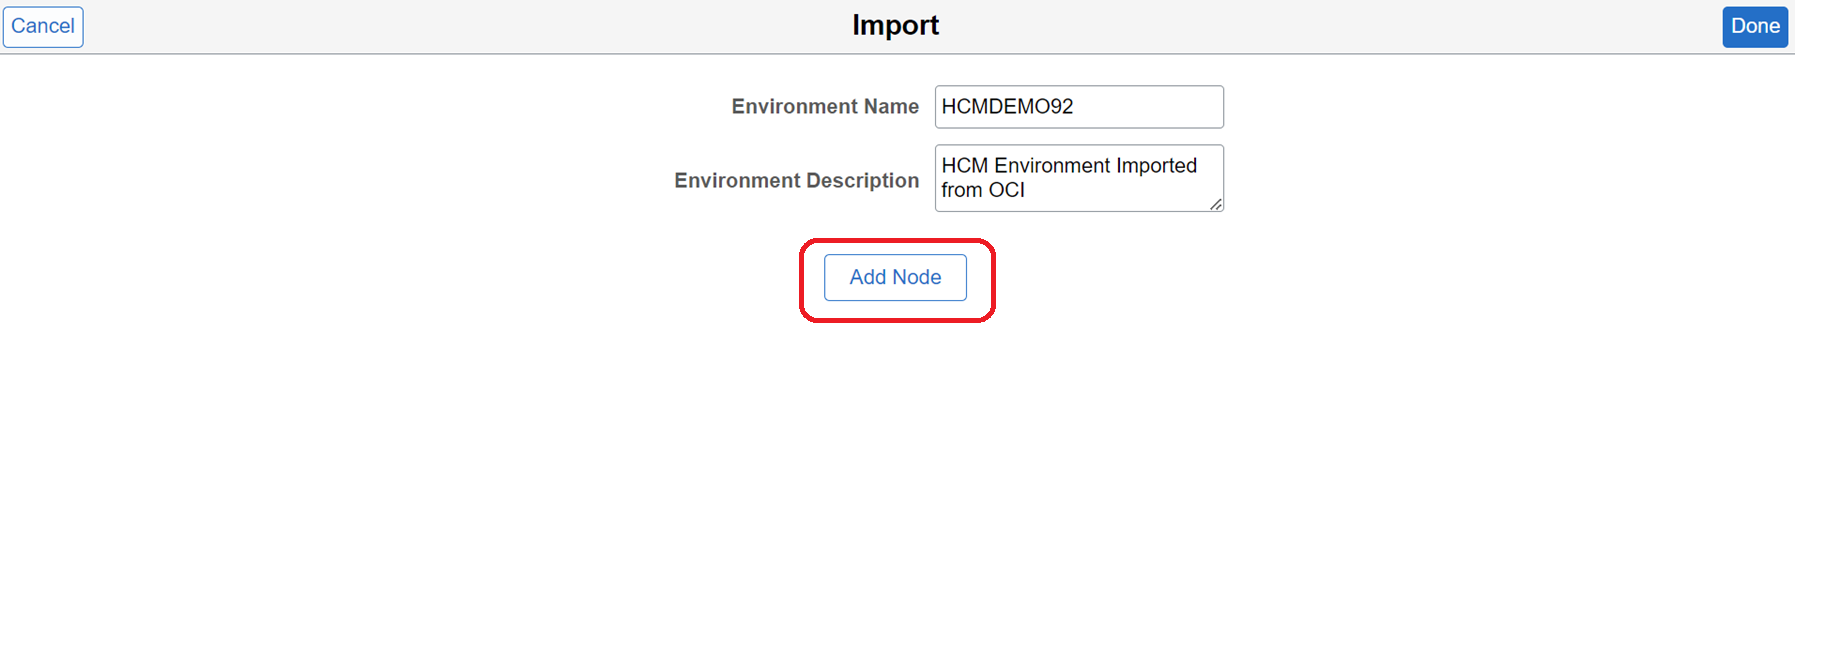 Cancel
Import
Done
Environment Name
HCMDEMO92
Environment Description
HCM Environment Imported
from OCI
Add Node